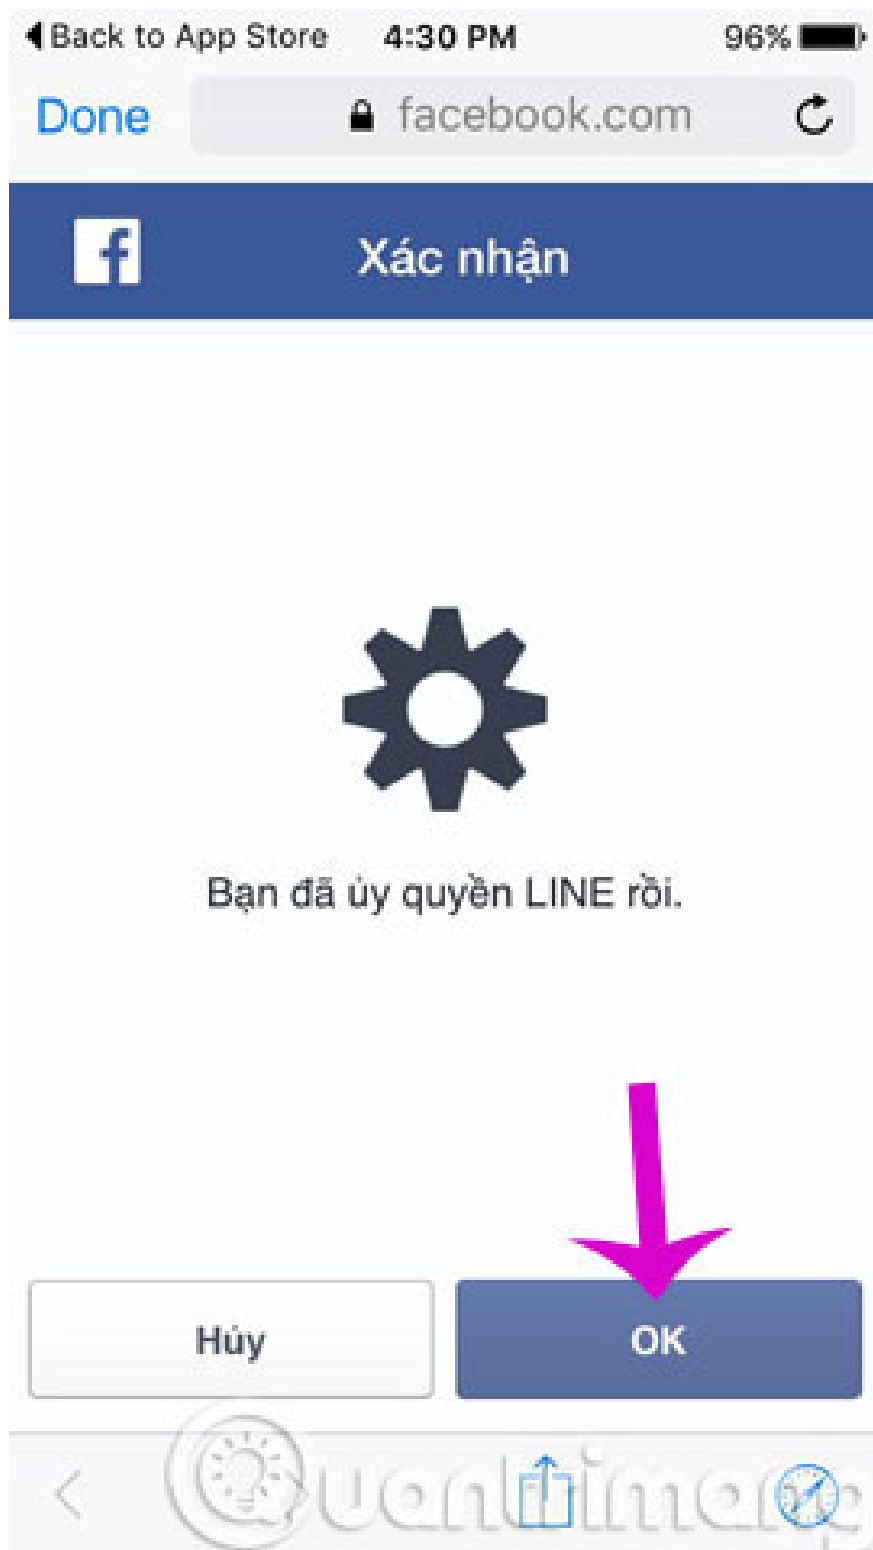 Back to App Store 4:30 PM 96%
Done facebook.com
f Xác nhận
Bạn đã ủy quyền LINE rồi.
Hủy OK
Quantrimang